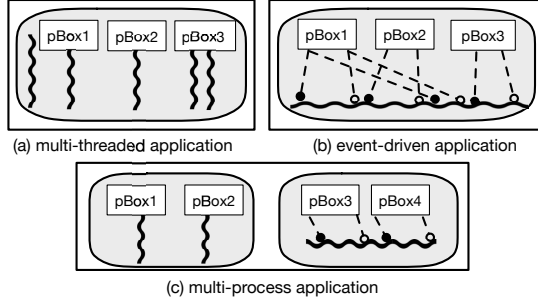 pBox1 pBox2 pBox3
pBox1 pBox2 pBox3
(a) multi-threaded application
(b) event-driven application
pBox1 pBox2 pBox3 pBox4
(c) multi-process application